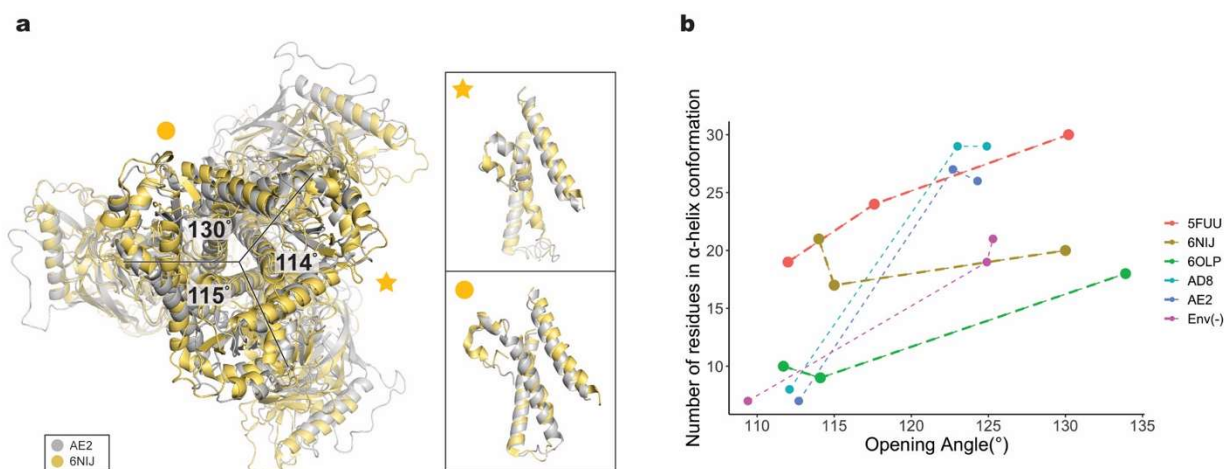 a
130°
114°
115°
AE2
6NIJ
b
Number of residues in α-helix conformation
30
25
20
15
10
110
115
120
125
130
135
Opening Angle(°)
5FUU
6NIJ
6OLP
AD8
AE2
Env(-)